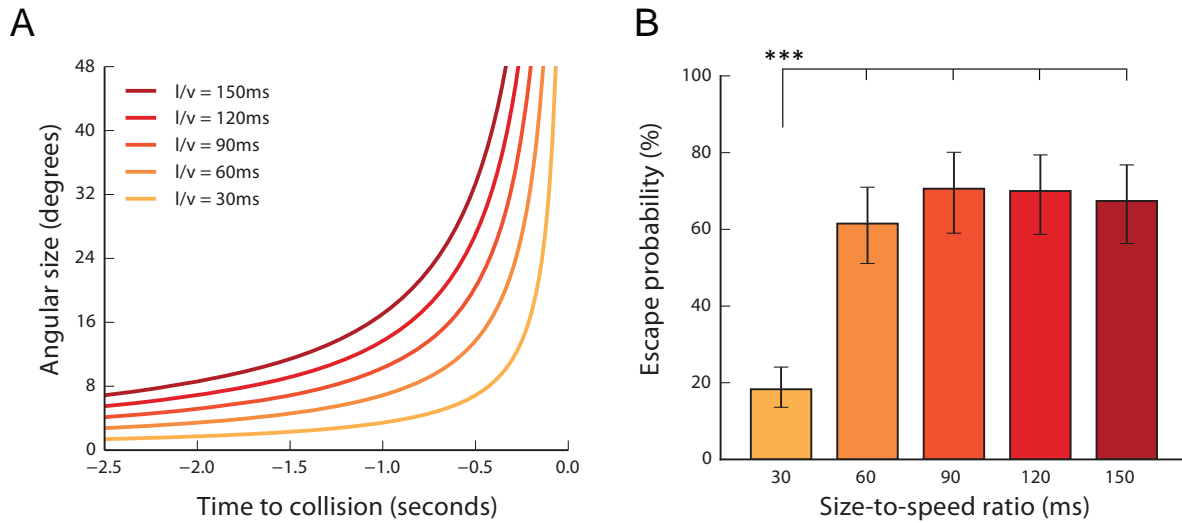 A
Angular size (degrees)
48
40
32
24
16
8
0
l/v = 150ms
l/v = 120ms
l/v = 90ms
l/v = 60ms
l/v = 30ms
−2.5 −2.0 −1.5 −1.0 −0.5 0.0
Time to collision (seconds)
B
***
Escape probability (%)
100
80
60
40
20
0
30 60 90 120 150
Size-to-speed ratio (ms)